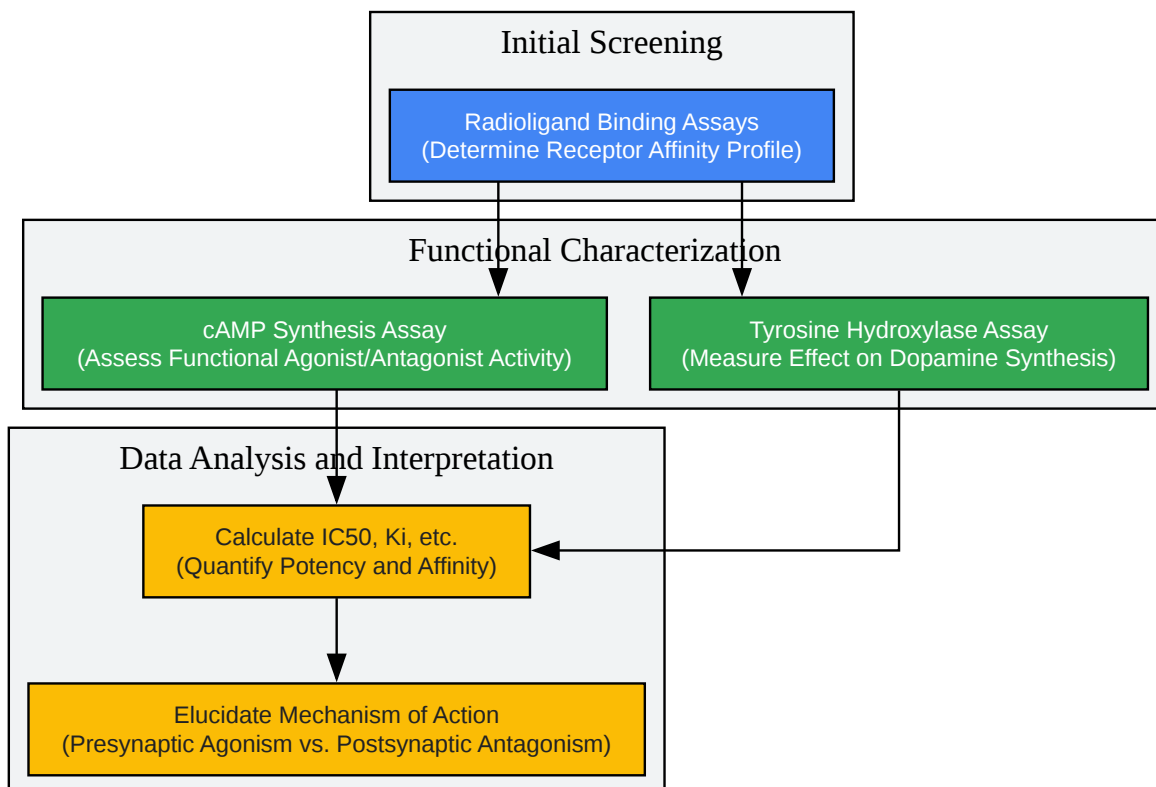 Initial Screening
Radioligand Binding Assays
(Determine Receptor Affinity Profile)
Functional Characterization
cAMP Synthesis Assay
(Assess Functional Agonist/Antagonist Activity)
Tyrosine Hydroxylase Assay
(Measure Effect on Dopamine Synthesis)
Data Analysis and Interpretation
Calculate IC50, Ki, etc.
(Quantify Potency and Affinity)
Elucidate Mechanism of Action
(Presynaptic Agonism vs. Postsynaptic Antagonism)